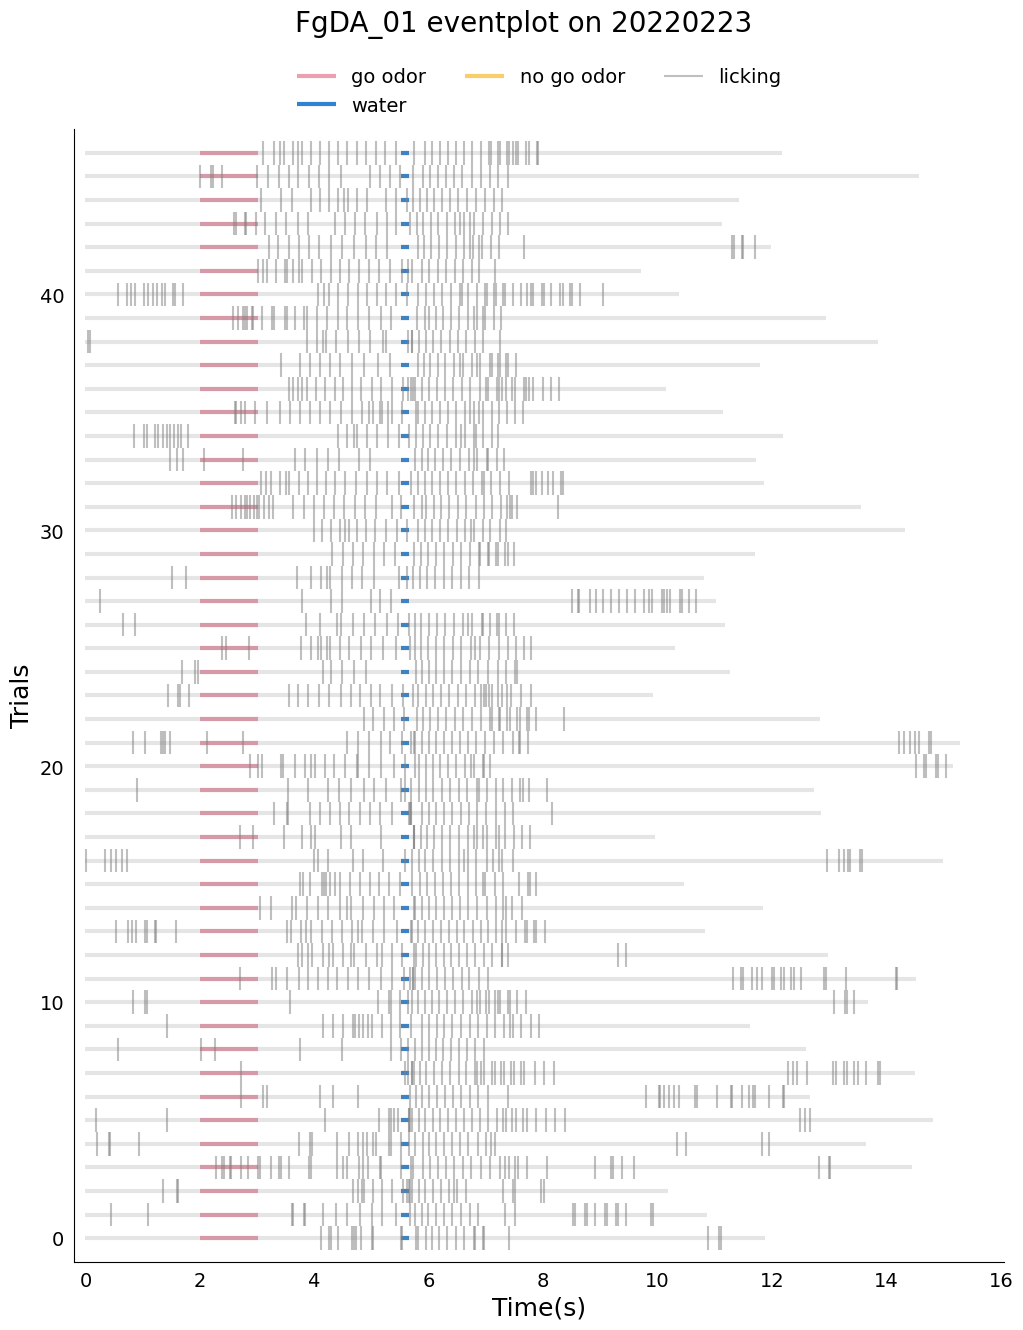 FgDA_01 eventplot on 20220223
go odor
no go odor
licking
water
40
30
20
10
0
Trials
0 2 4 6 8 10 12 14 16
Time(s)